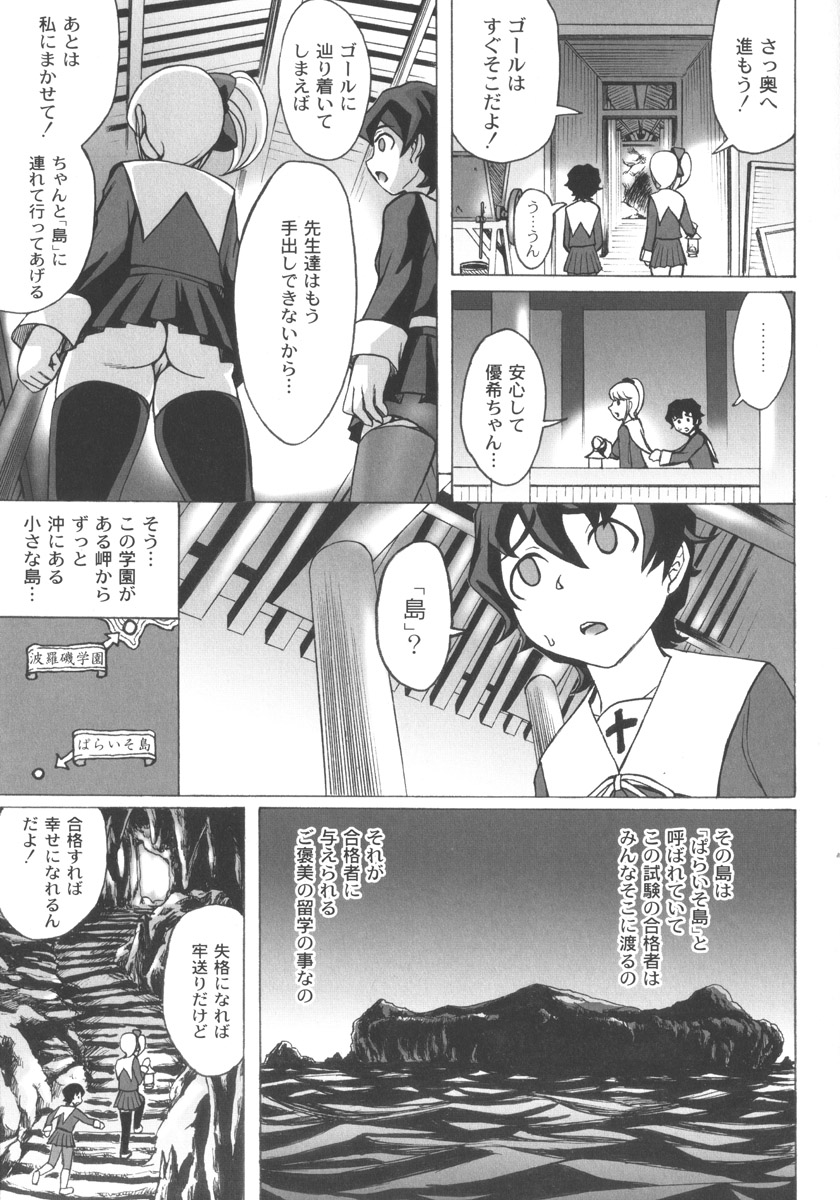 さっ奥へ
進もう！
ゴールは
すぐそこだよ！
う…うん
………
安心して
優希ちゃん…
ゴールに
辿り着いて
しまえば
先生達はもう
手出しできないから…
あとは
私にまかせて！
ちゃんと「島」に
連れて行ってあげる
「島」？
そう…
この学園が
ある岬から
ずっと
沖にある
小さな島…
波羅磯学園
ぱらいそ島
その島は
「ぱらいそ島」と
呼ばれていて
この試験の合格者は
みんなそこに渡るの
それが
合格者に
与えられる
ご褒美の留学の事なの
失格になれば
牢送りだけど
合格すれば
幸せになれるん
だよ！